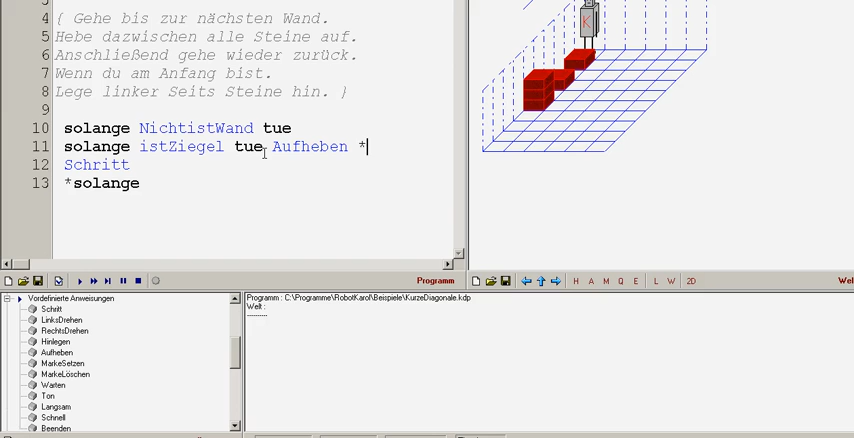 3
4 { Gehe bis zur nächsten Wand.
5 Hebe dazwischen alle Steine auf.
6 Anschließend gehe wieder zurück.
7 Wenn du am Anfang bist.
8 Lege linker Seits Steine hin. }
9
10 solange NichtistWand tue
11 solange istZiegel tue Aufheben *
12 Schritt
13 *solange
K
Programm
H A M Q E L W 2D
Wel
Vordefinierte Anweisungen
Schritt
LinksDrehen
RechtsDrehen
Hinlegen
Aufheben
MarkeSetzen
MarkeLöschen
Warten
Ton
Langsam
Schnell
Beenden
Programm : C:\Programme\RobotKarol\Beispiele\KurzeDiagonale.kdp
Welt :
----------